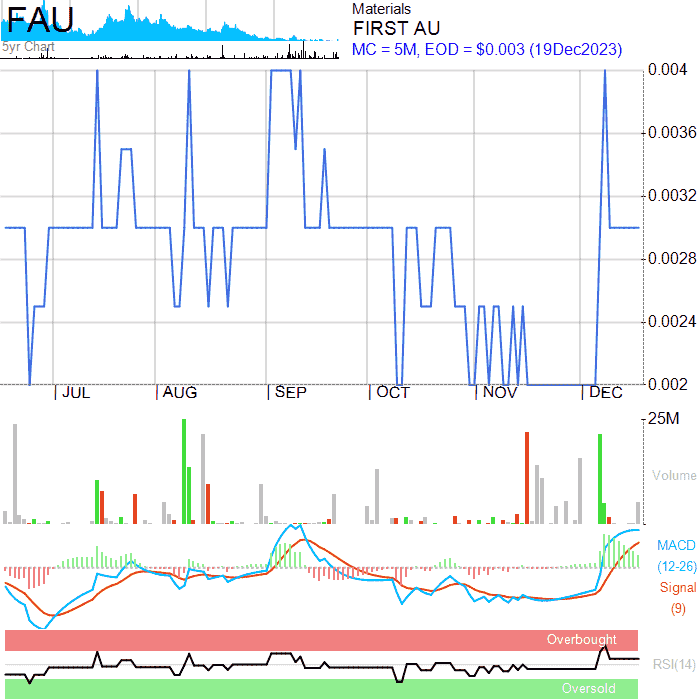 FAU
5yr Chart
Materials
FIRST AU
MC = 5M, EOD = $0.003 (19Dec2023)
0.004
0.0036
0.0032
0.0028
0.0024
0.002
JUL AUG SEP OCT NOV DEC
25M
Volume
MACD
(12-26)
Signal
(9)
Overbought
RSI(14)
Oversold